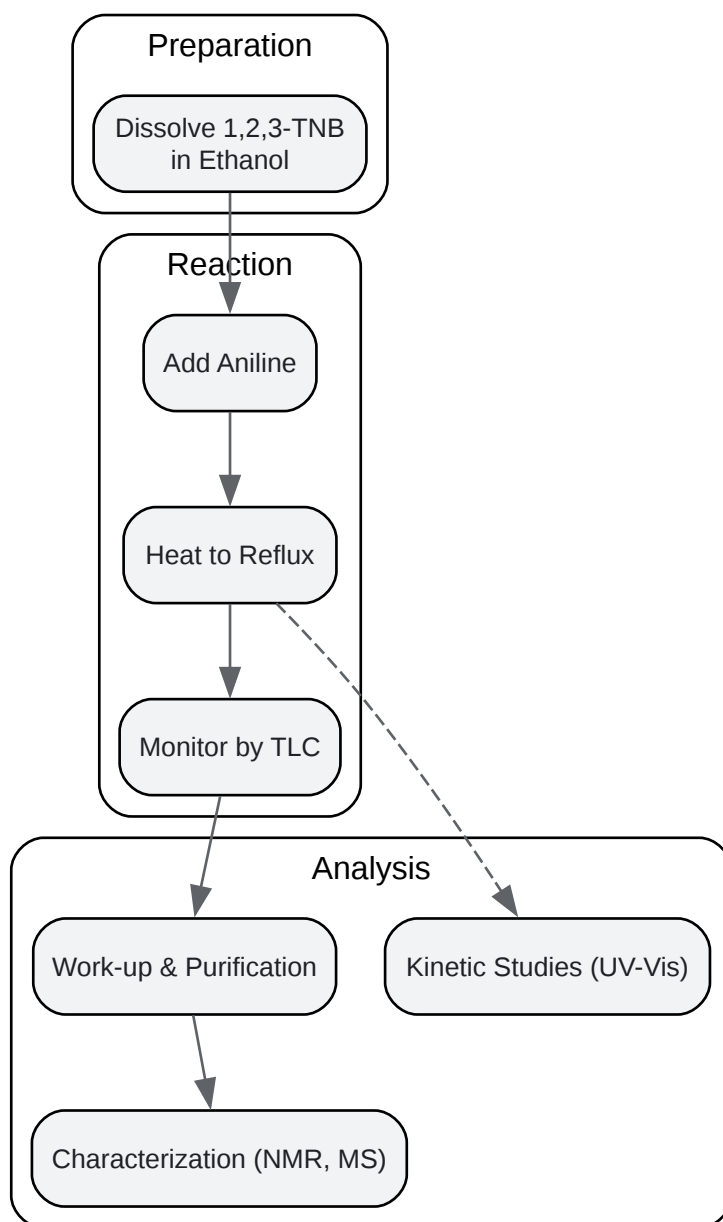 Preparation
Dissolve 1,2,3-TNB
in Ethanol
Reaction
Add Aniline
Heat to Reflux
Monitor by TLC
Analysis
Work-up & Purification
Kinetic Studies (UV-Vis)
Characterization (NMR, MS)